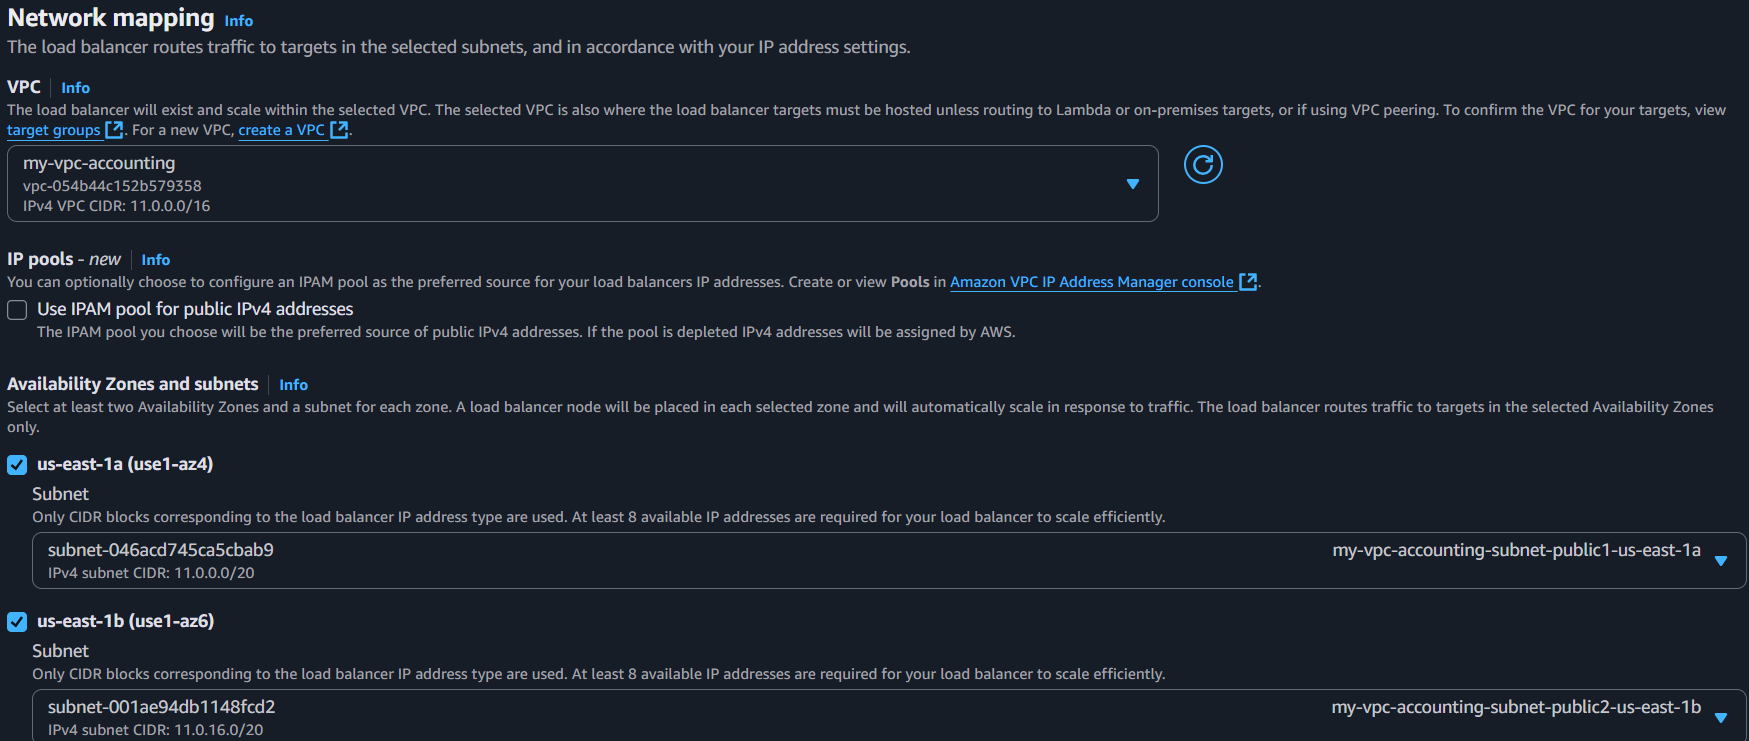 Network mapping Info
The load balancer routes traffic to targets in the selected subnets, and in accordance with your IP address settings.
VPC Info
The load balancer will exist and scale within the selected VPC. The selected VPC is also where the load balancer targets must be hosted unless routing to Lambda or on-premises targets, or if using VPC peering. To confirm the VPC for your targets, view
target groups. For a new VPC, create a VPC.
my-vpc-accounting
vpc-054b44c152b579358
IPv4 VPC CIDR: 11.0.0.0/16
IP pools - new Info
You can optionally choose to configure an IPAM pool as the preferred source for your load balancers IP addresses. Create or view Pools in Amazon VPC IP Address Manager console.
Use IPAM pool for public IPv4 addresses
The IPAM pool you choose will be the preferred source of public IPv4 addresses. If the pool is depleted IPv4 addresses will be assigned by AWS.
Availability Zones and subnets Info
Select at least two Availability Zones and a subnet for each zone. A load balancer node will be placed in each selected zone and will automatically scale in response to traffic. The load balancer routes traffic to targets in the selected Availability Zones
only.
us-east-1a (use1-az4)
Subnet
Only CIDR blocks corresponding to the load balancer IP address type are used. At least 8 available IP addresses are required for your load balancer to scale efficiently.
subnet-046acd745ca5cbab9 my-vpc-accounting-subnet-public1-us-east-1a
IPv4 subnet CIDR: 11.0.0.0/20
us-east-1b (use1-az6)
Subnet
Only CIDR blocks corresponding to the load balancer IP address type are used. At least 8 available IP addresses are required for your load balancer to scale efficiently.
subnet-001ae94db1148fcd2 my-vpc-accounting-subnet-public2-us-east-1b
IPv4 subnet CIDR: 11.0.16.0/20